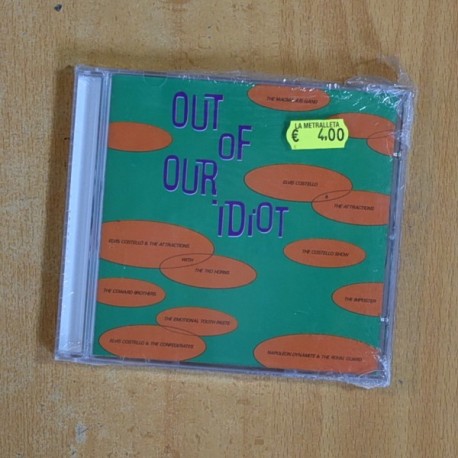 OUT
OF
OUR
IDIOT
LA METRALLETA
€ 4.00
ELVIS COSTELLO
&
THE ATTRACTIONS
ELVIS COSTELLO & THE ATTRACTIONS
WITH
THE TKO HORNS
THE COSTELLO SHOW
THE COWARD BROTHERS
THE IMPOSTER
THE EMOTIONAL TOOTHPASTE
ELVIS COSTELLO & THE CONFEDERATES
NAPOLEON DYNAMITE & THE ROYAL GUARD